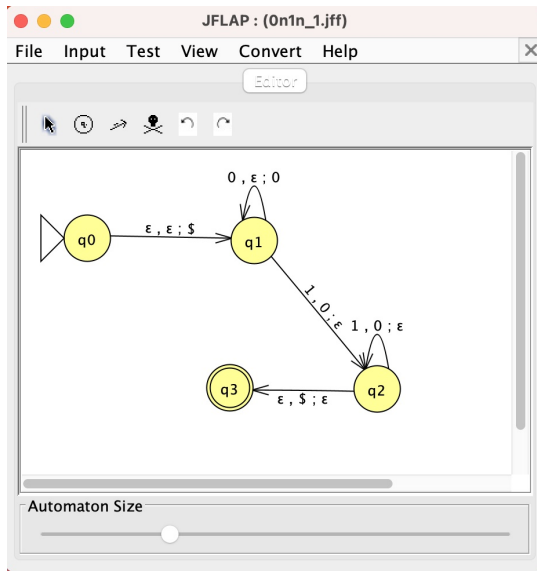 JFLAP : (0n1n_1.jff)
File Input Test View Convert Help
Editor
0 , ε ; 0
q0
ε , ε ; $
q1
1 , 0 ; ε
1 , 0 ; ε
q3
ε , $ ; ε
q2
Automaton Size